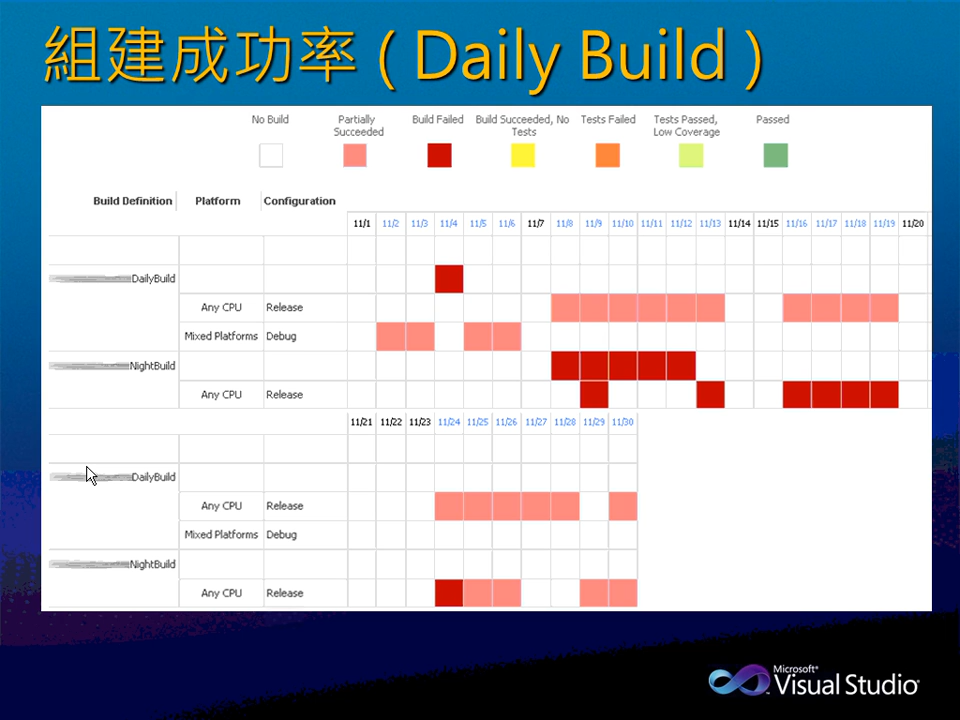 組建成功率 ( Daily Build )
No Build Partially Succeeded Build Failed Build Succeeded, No Tests Tests Failed Tests Passed, Low Coverage Passed
Build Definition Platform Configuration
11/1 11/2 11/3 11/4 11/5 11/6 11/7 11/8 11/9 11/10 11/11 11/12 11/13 11/14 11/15 11/16 11/17 11/18 11/19 11/20
DailyBuild
Any CPU Release
Mixed Platforms Debug
NightBuild
Any CPU Release
11/21 11/22 11/23 11/24 11/25 11/26 11/27 11/28 11/29 11/30
DailyBuild
Any CPU Release
Mixed Platforms Debug
NightBuild
Any CPU Release
Microsoft®
Visual Studio®